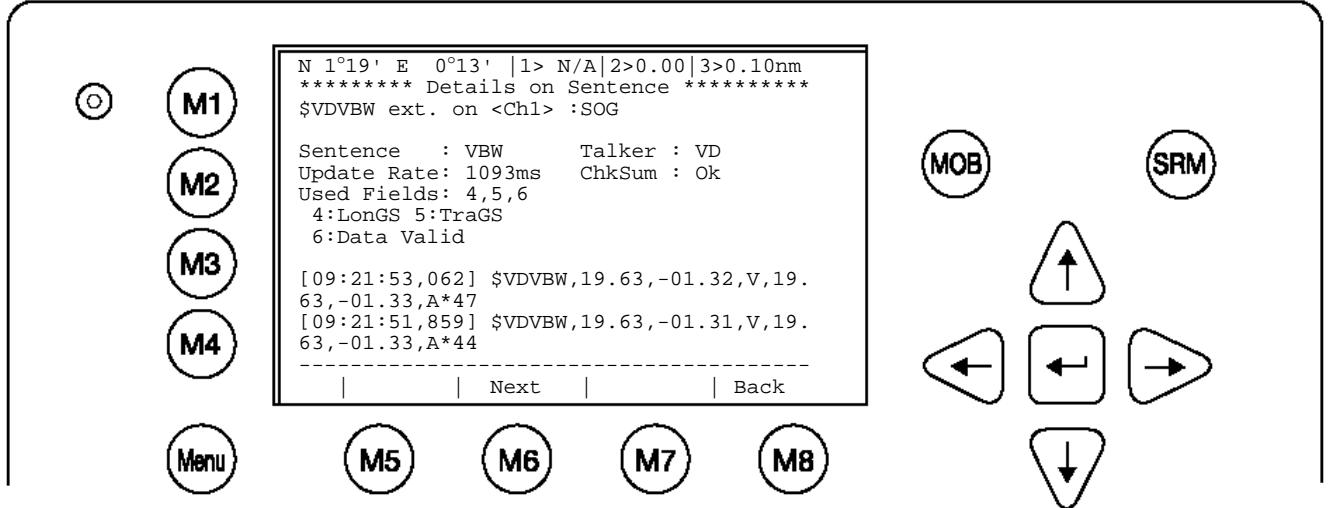 N 1°19' E 0°13' |1> N/A|2>0.00|3>0.10nm
********* Details on Sentence **********
$VDVBW ext. on <Ch1> :SOG
Sentence : VBW Talker : VD
Update Rate: 1093ms ChkSum : Ok
Used Fields: 4,5,6
4:LonGS 5:TraGS
6:Data Valid
[09:21:53,062] $VDVBW,19.63,-01.32,V,19.
63,-01.33,A*47
[09:21:51,859] $VDVBW,19.63,-01.31,V,19.
63,-01.33,A*44
----------------------------------------
| | Next | | Back
M1
M2
M3
M4
Menu
M5
M6
M7
M8
MOB
SRM